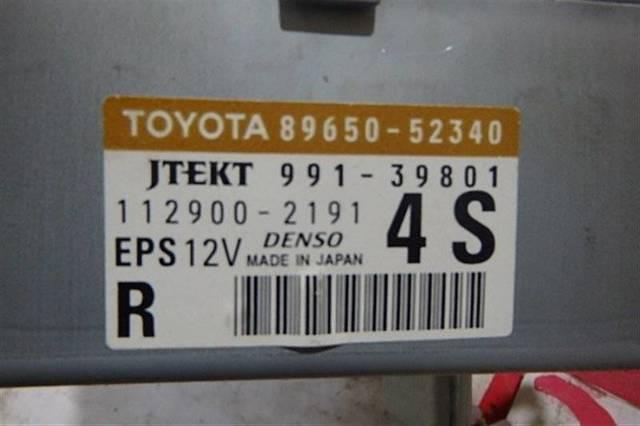 TOYOTA 89650-52340
JTEKT 991-39801
112900-2191 4S
EPS 12V DENSO
MADE IN JAPAN
R